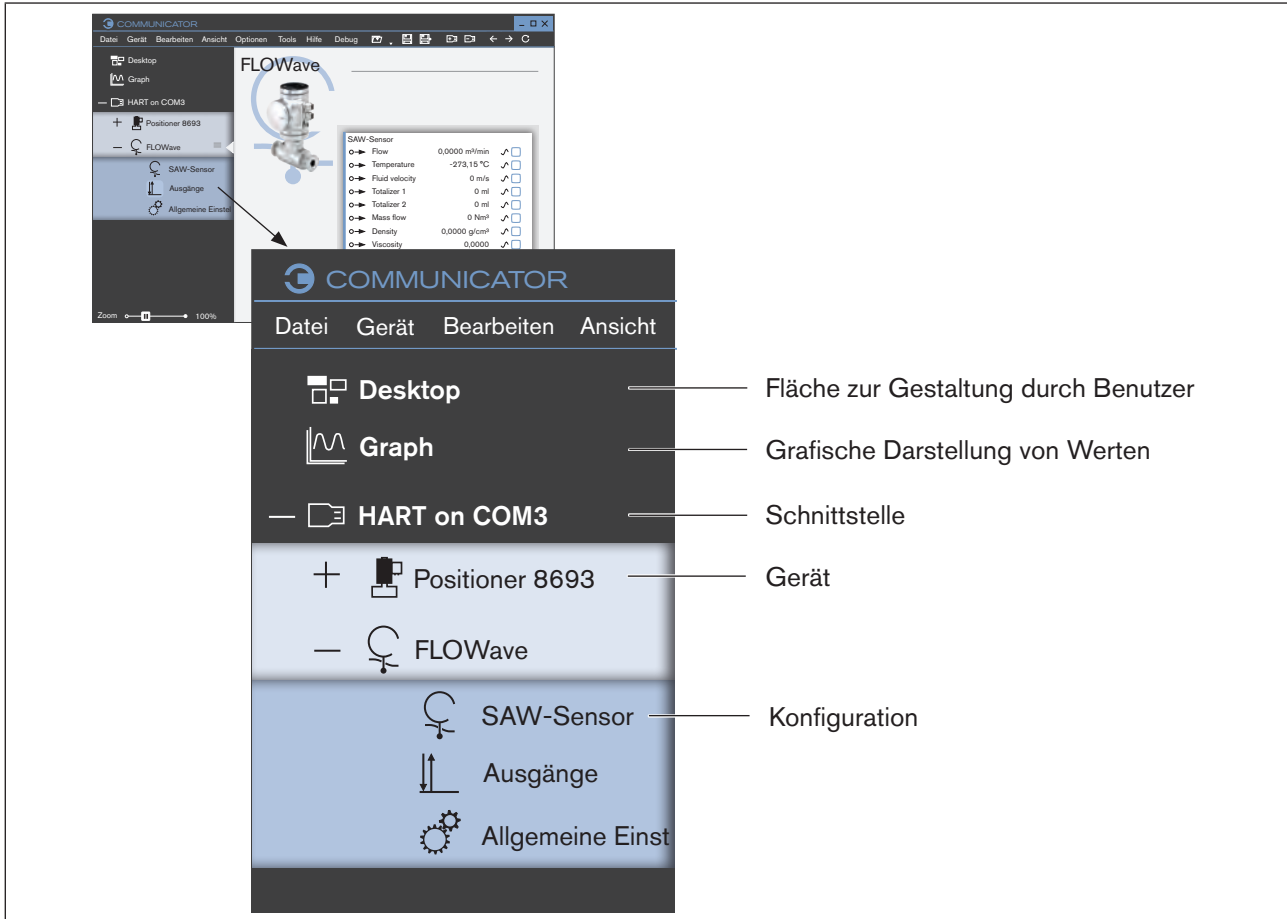 COMMUNICATOR
Datei Gerät Bearbeiten Ansicht Optionen Tools Hilfe Debug
Desktop
Graph
HART on COM3
Positioner 8693
FLOWave
SAW-Sensor
Ausgänge
Allgemeine Einstel
Zoom 100%
FLOWave
SAW-Sensor
Flow 0,0000 m³/min
Temperature -273,15 °C
Fluid velocity 0 m/s
Totalizer 1 0 ml
Totalizer 2 0 ml
Mass flow 0 Nm³
Density 0,0000 g/cm³
Viscosity 0,0000
COMMUNICATOR
Datei Gerät Bearbeiten Ansicht
Desktop Fläche zur Gestaltung durch Benutzer
Graph Grafische Darstellung von Werten
HART on COM3 Schnittstelle
Positioner 8693 Gerät
FLOWave
SAW-Sensor Konfiguration
Ausgänge
Allgemeine Einst